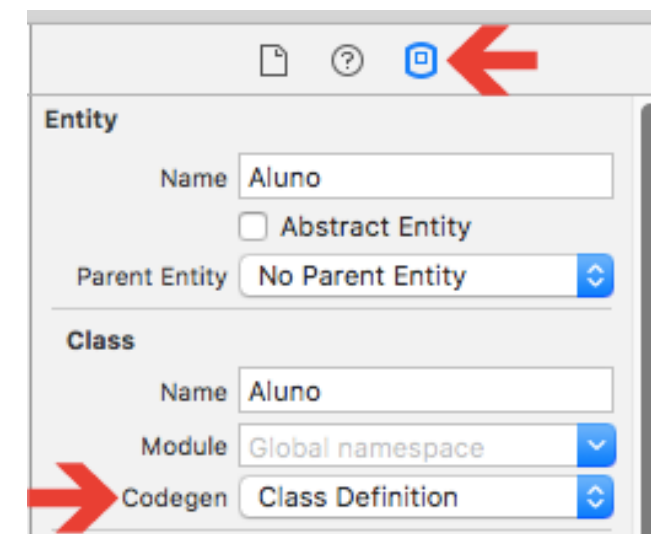 Entity
Name Aluno
Abstract Entity
Parent Entity No Parent Entity
Class
Name Aluno
Module Global namespace
Codegen Class Definition